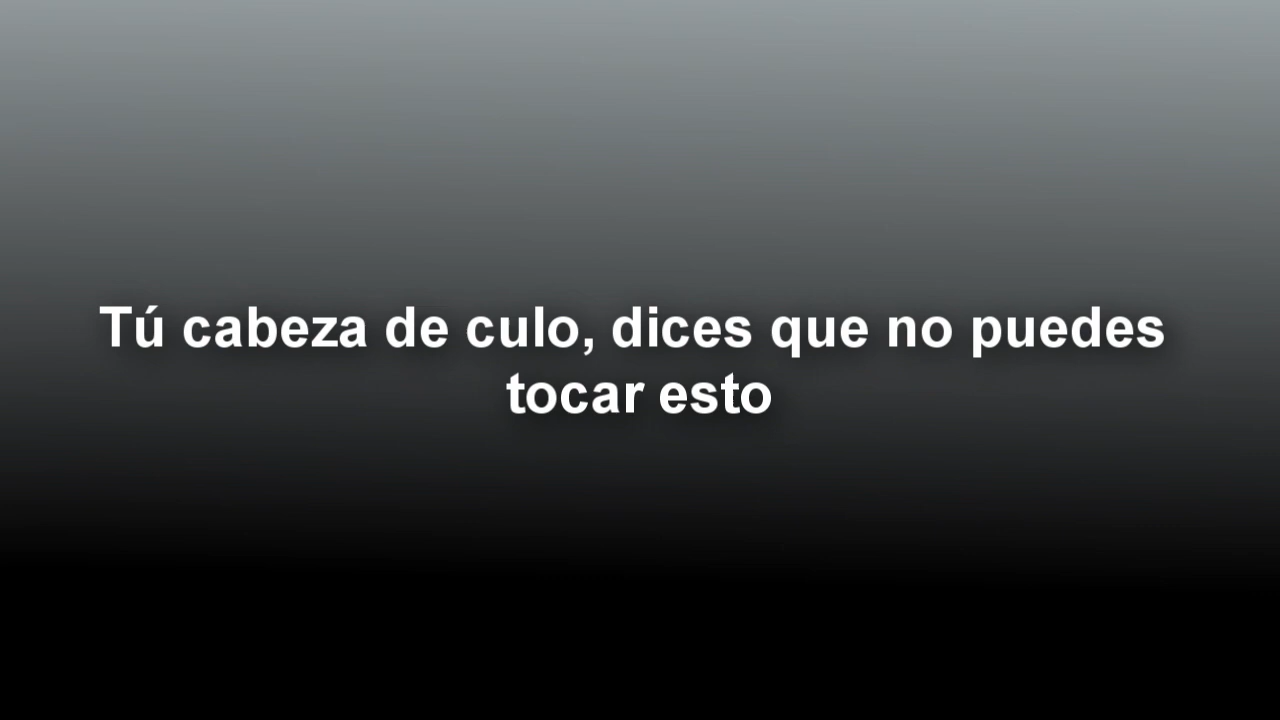 Tú cabeza de culo, dices que no puedes
tocar esto